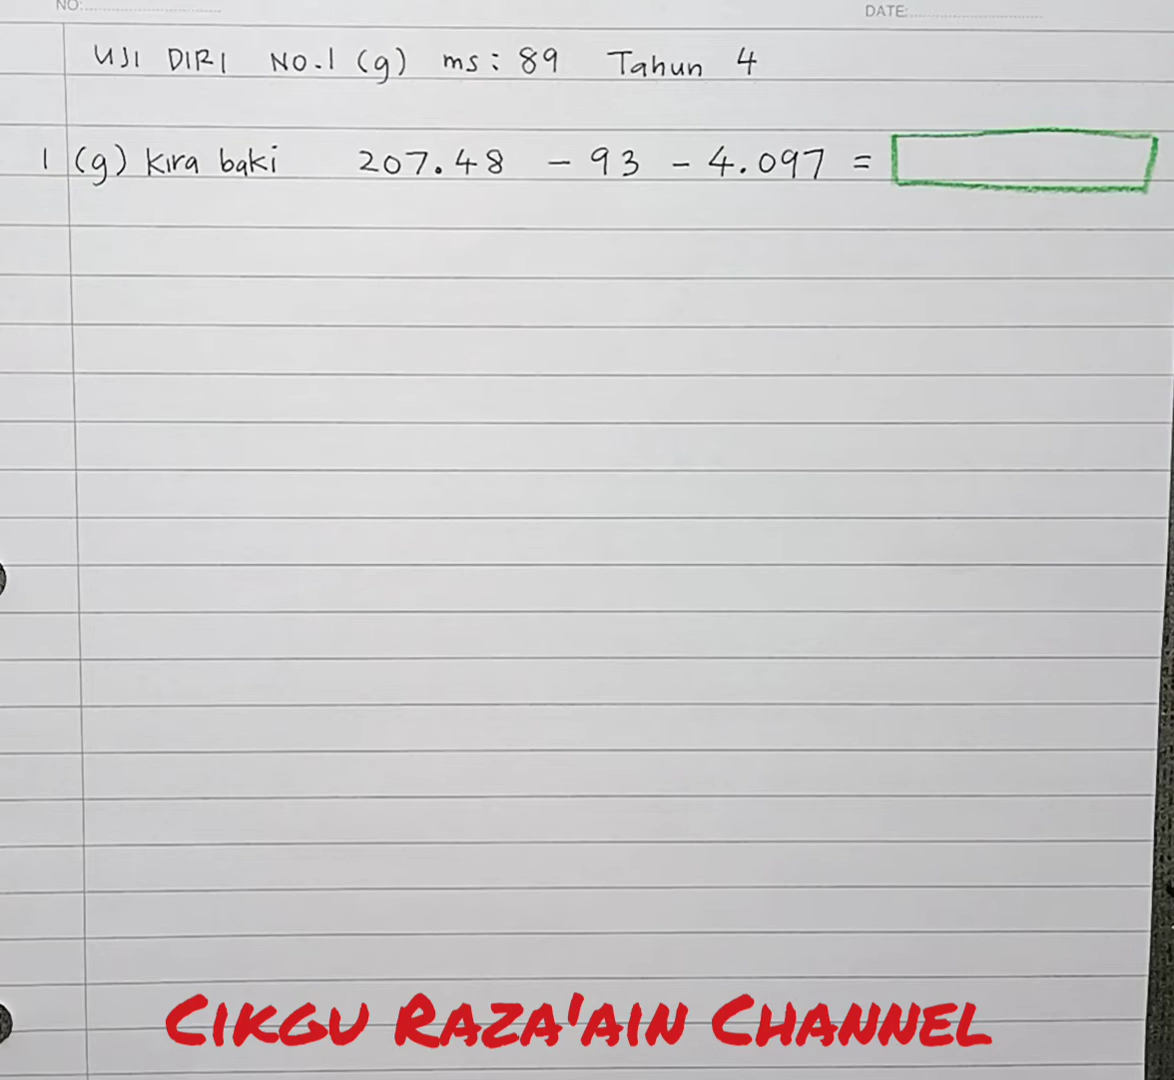 NO:
DATE:
UJI DIRI NO.1 (g) ms: 89 Tahun 4
1 (g) Kira baki 207.48 - 93 - 4.097 =
CIKGU RAZA'AIN CHANNEL